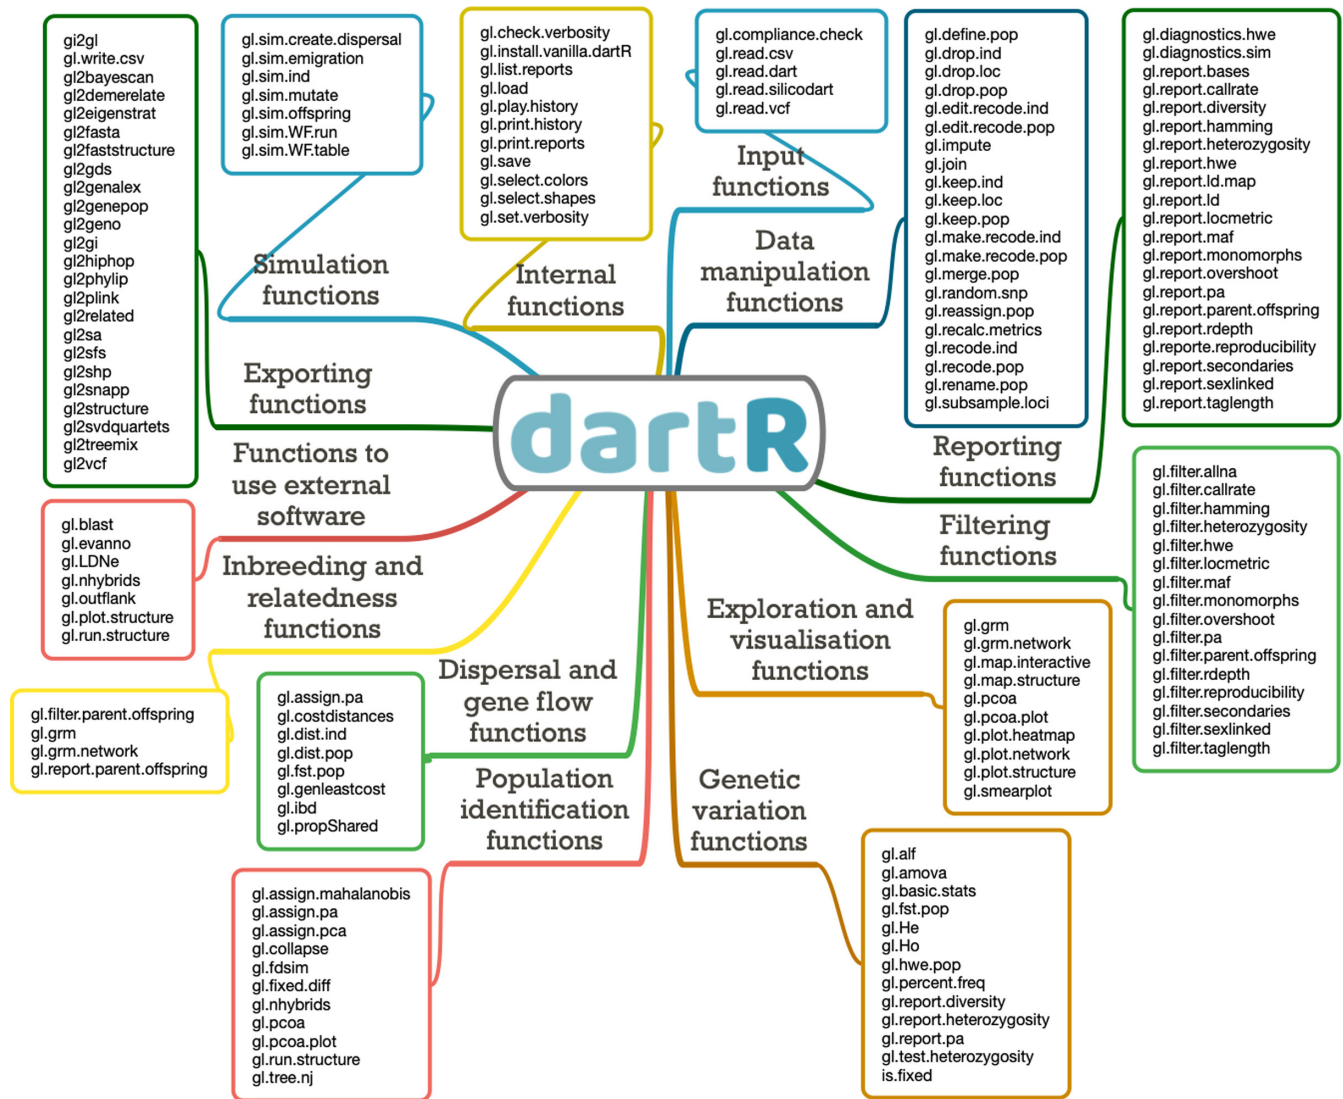 gi2gl
gl.write.csv
gl2bayescan
gl2demerelate
gl2eigenstrat
gl2fasta
gl2faststructure
gl2gds
gl2genalex
gl2genepop
gl2geno
gl2gi
gl2hiphop
gl2phylip
gl2plink
gl2related
gl2sa
gl2sfs
gl2shp
gl2snapp
gl2structure
gl2svdquartets
gl2treemix
gl2vcf
Exporting
functions
gl.sim.create.dispersal
gl.sim.emigration
gl.sim.ind
gl.sim.mutate
gl.sim.offspring
gl.sim.WF.run
gl.sim.WF.table
Simulation
functions
gl.check.verbosity
gl.install.vanilla.dartR
gl.list.reports
gl.load
gl.play.history
gl.print.history
gl.print.reports
gl.save
gl.select.colors
gl.select.shapes
gl.set.verbosity
Internal
functions
gl.compliance.check
gl.read.csv
gl.read.dart
gl.read.silicodart
gl.read.vcf
Input
functions
gl.define.pop
gl.drop.ind
gl.drop.loc
gl.drop.pop
gl.edit.recode.ind
gl.edit.recode.pop
gl.impute
gl.join
gl.keep.ind
gl.keep.loc
gl.keep.pop
gl.make.recode.ind
gl.make.recode.pop
gl.merge.pop
gl.random.snp
gl.reassign.pop
gl.recalc.metrics
gl.recode.ind
gl.recode.pop
gl.rename.pop
gl.subsample.loci
Data
manipulation
functions
gl.diagnostics.hwe
gl.diagnostics.sim
gl.report.bases
gl.report.callrate
gl.report.diversity
gl.report.hamming
gl.report.heterozygosity
gl.report.hwe
gl.report.ld.map
gl.report.ld
gl.report.locmetric
gl.report.maf
gl.report.monomorphs
gl.report.overshoot
gl.report.pa
gl.report.parent.offspring
gl.report.rdepth
gl.reporte.reproducibility
gl.report.secondaries
gl.report.sexlinked
gl.report.taglength
Reporting
functions
dartR
Functions to
use external
software
gl.blast
gl.evanno
gl.LDNe
gl.nhybrids
gl.outflank
gl.plot.structure
gl.run.structure
Inbreeding and
relatedness
functions
gl.filter.parent.offspring
gl.grm
gl.grm.network
gl.report.parent.offspring
Dispersal and
gene flow
functions
gl.assign.pa
gl.costdistances
gl.dist.ind
gl.dist.pop
gl.fst.pop
gl.genleastcost
gl.ibd
gl.propShared
Population
identification
functions
gl.assign.mahalanobis
gl.assign.pa
gl.assign.pca
gl.collapse
gl.fdsim
gl.fixed.diff
gl.nhybrids
gl.pcoa
gl.pcoa.plot
gl.run.structure
gl.tree.nj
Filtering
functions
gl.filter.allna
gl.filter.callrate
gl.filter.hamming
gl.filter.heterozygosity
gl.filter.hwe
gl.filter.locmetric
gl.filter.maf
gl.filter.monomorphs
gl.filter.overshoot
gl.filter.pa
gl.filter.parent.offspring
gl.filter.rdepth
gl.filter.reproducibility
gl.filter.secondaries
gl.filter.sexlinked
gl.filter.taglength
Exploration and
visualisation
functions
gl.grm
gl.grm.network
gl.map.interactive
gl.map.structure
gl.pcoa
gl.pcoa.plot
gl.plot.heatmap
gl.plot.network
gl.plot.structure
gl.smearplot
Genetic
variation
functions
gl.alf
gl.amova
gl.basic.stats
gl.fst.pop
gl.He
gl.Ho
gl.hwe.pop
gl.percent.freq
gl.report.diversity
gl.report.heterozygosity
gl.report.pa
gl.test.heterozygosity
is.fixed